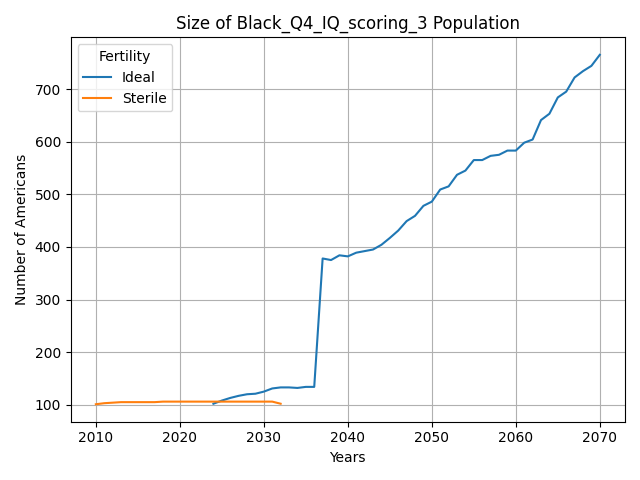 Size of Black_Q4_IQ_scoring_3 Population
Fertility
Ideal
Sterile
Number of Americans
700
600
500
400
300
200
100
2010 2020 2030 2040 2050 2060 2070
Years